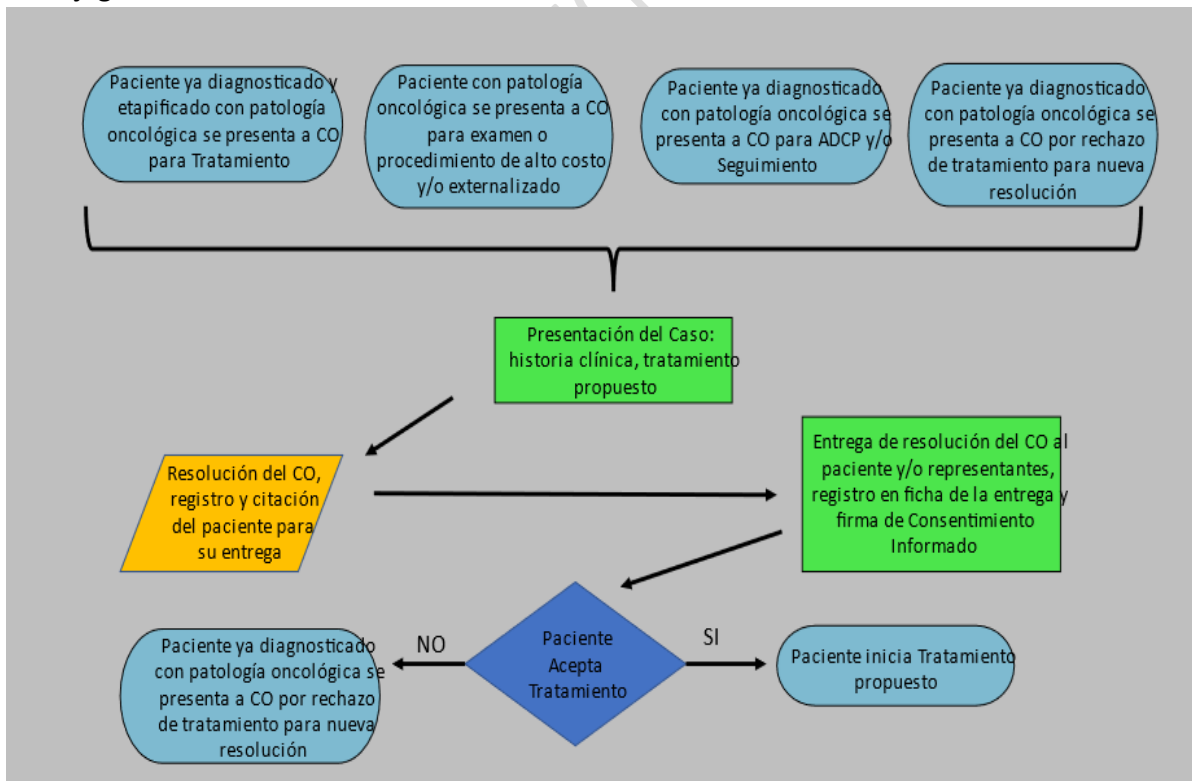 Paciente ya diagnosticado y
etapificado con patología
oncológica se presenta a CO
para Tratamiento
Paciente con patología
oncológica se presenta a CO
para examen o
procedimiento de alto costo
y/o externalizado
Paciente ya diagnosticado
con patología oncológica se
presenta a CO para ADCP y/o
Seguimiento
Paciente ya diagnosticado
con patología oncológica se
presenta a CO por rechazo
de tratamiento para nueva
resolución
Presentación del Caso:
historia clínica, tratamiento
propuesto
Resolución del CO,
registro y citación
del paciente para
su entrega
Entrega de resolución del CO al
paciente y/o representantes,
registro en ficha de la entrega y
firma de Consentimiento
Informado
Paciente
Acepta
Tratamiento
NO
SI
Paciente ya diagnosticado
con patología oncológica se
presenta a CO por rechazo
de tratamiento para nueva
resolución
Paciente inicia Tratamiento
propuesto